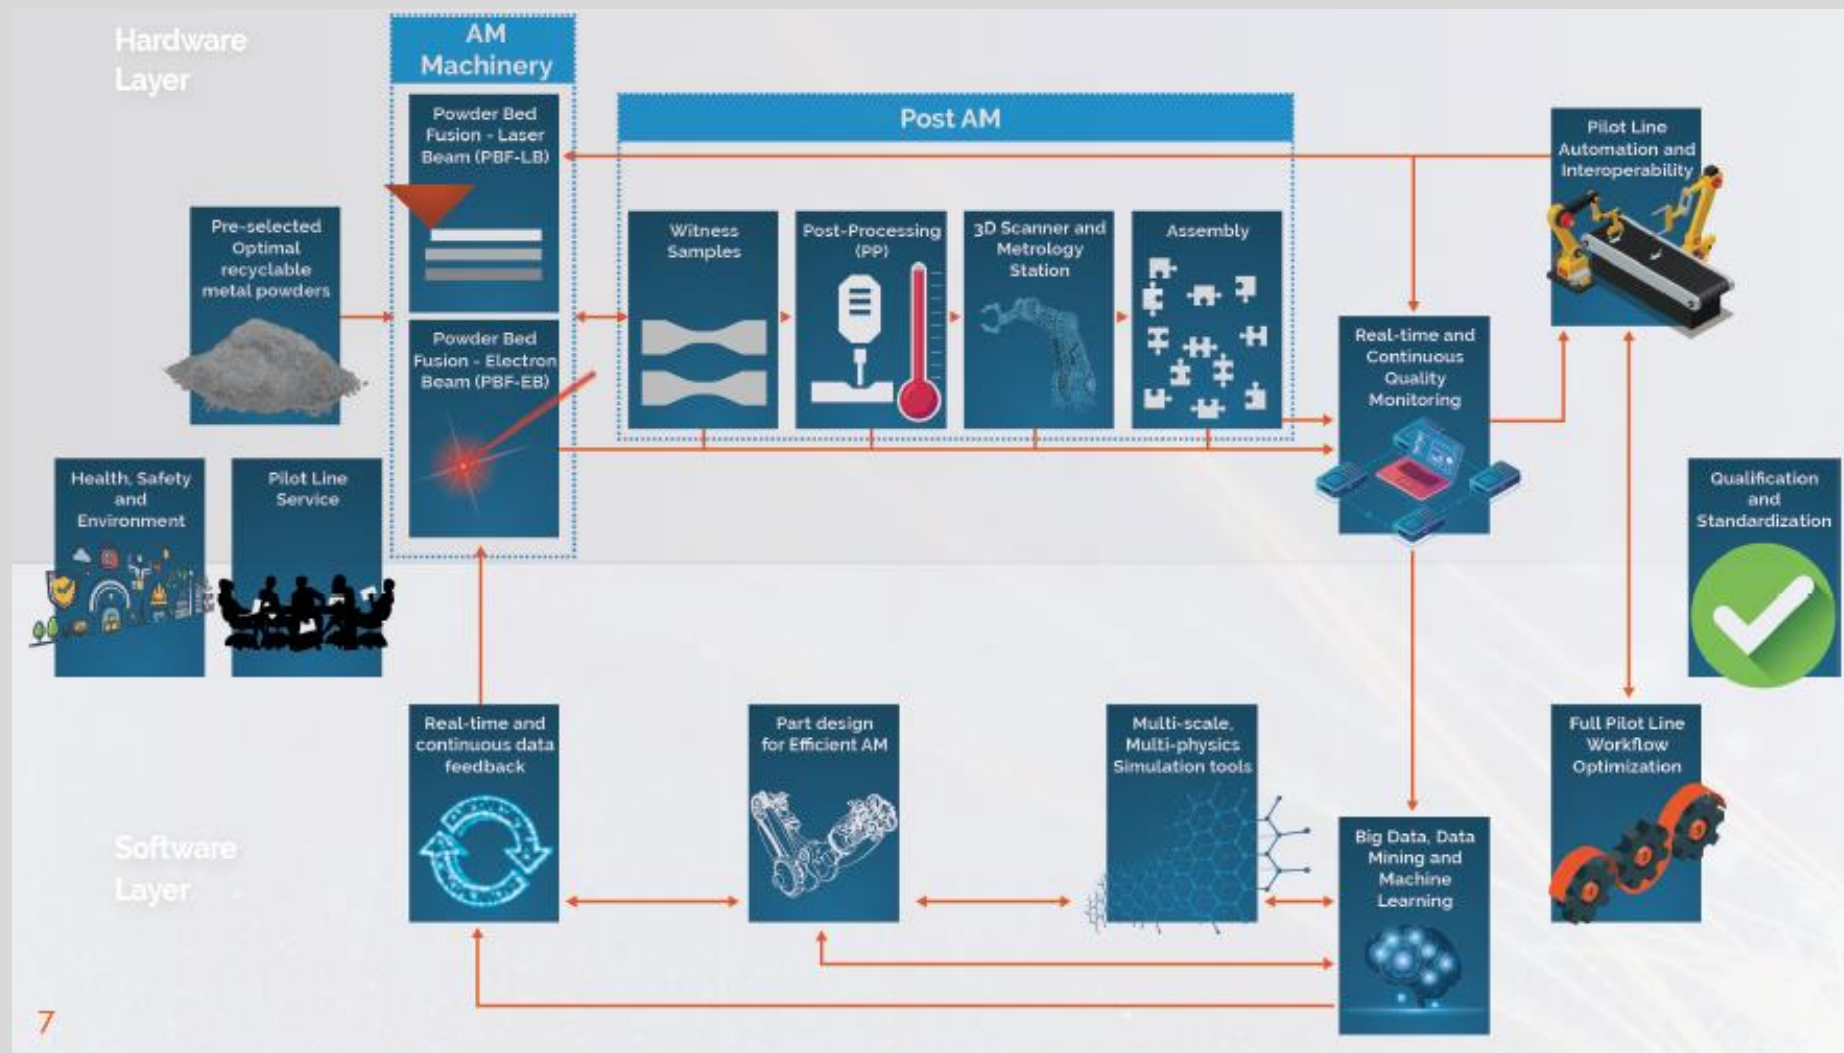 Hardware
Layer
AM
Machinery
Powder Bed
Fusion - Laser
Beam (PBF-LB)
Powder Bed
Fusion - Electron
Beam (PBF-EB)
Pre-selected
Optimal
recyclable
metal powders
Post AM
Witness
Samples
Post-Processing
(PP)
3D Scanner and
Metrology
Station
Assembly
Pilot Line
Automation and
Interoperability
Real-time and
Continuous
Quality
Monitoring
Health, Safety
and
Environment
Pilot Line
Service
Qualification
and
Standardization
Software
Layer
Real-time and
continuous data
feedback
Part design
for Efficient AM
Multi-scale,
Multi-physics
Simulation tools
Big Data, Data
Mining and
Machine
Learning
Full Pilot Line
Workflow
Optimization
7